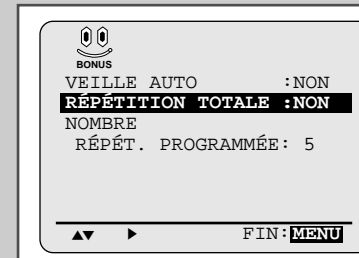 BONUS
VEILLE AUTO :NON
RÉPÉTITION TOTALE :NON
NOMBRE
RÉPÉT. PROGRAMMÉE: 5
▲▼ ► FIN:MENU